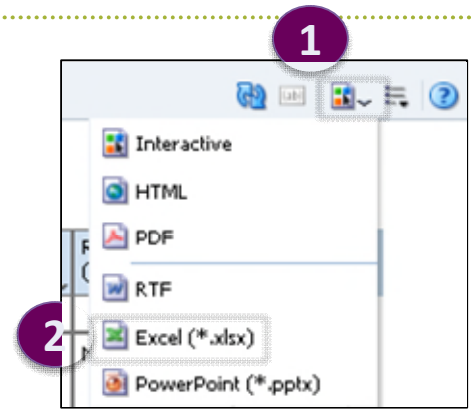 1
Interactive
HTML
PDF
RTF
2
Excel (*.xlsx)
PowerPoint (*.pptx)